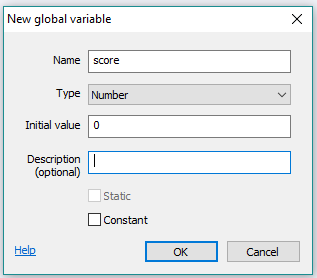 New global variable
Name score
Type Number
Initial value 0
Description
(optional)
Static
Constant
Help OK Cancel